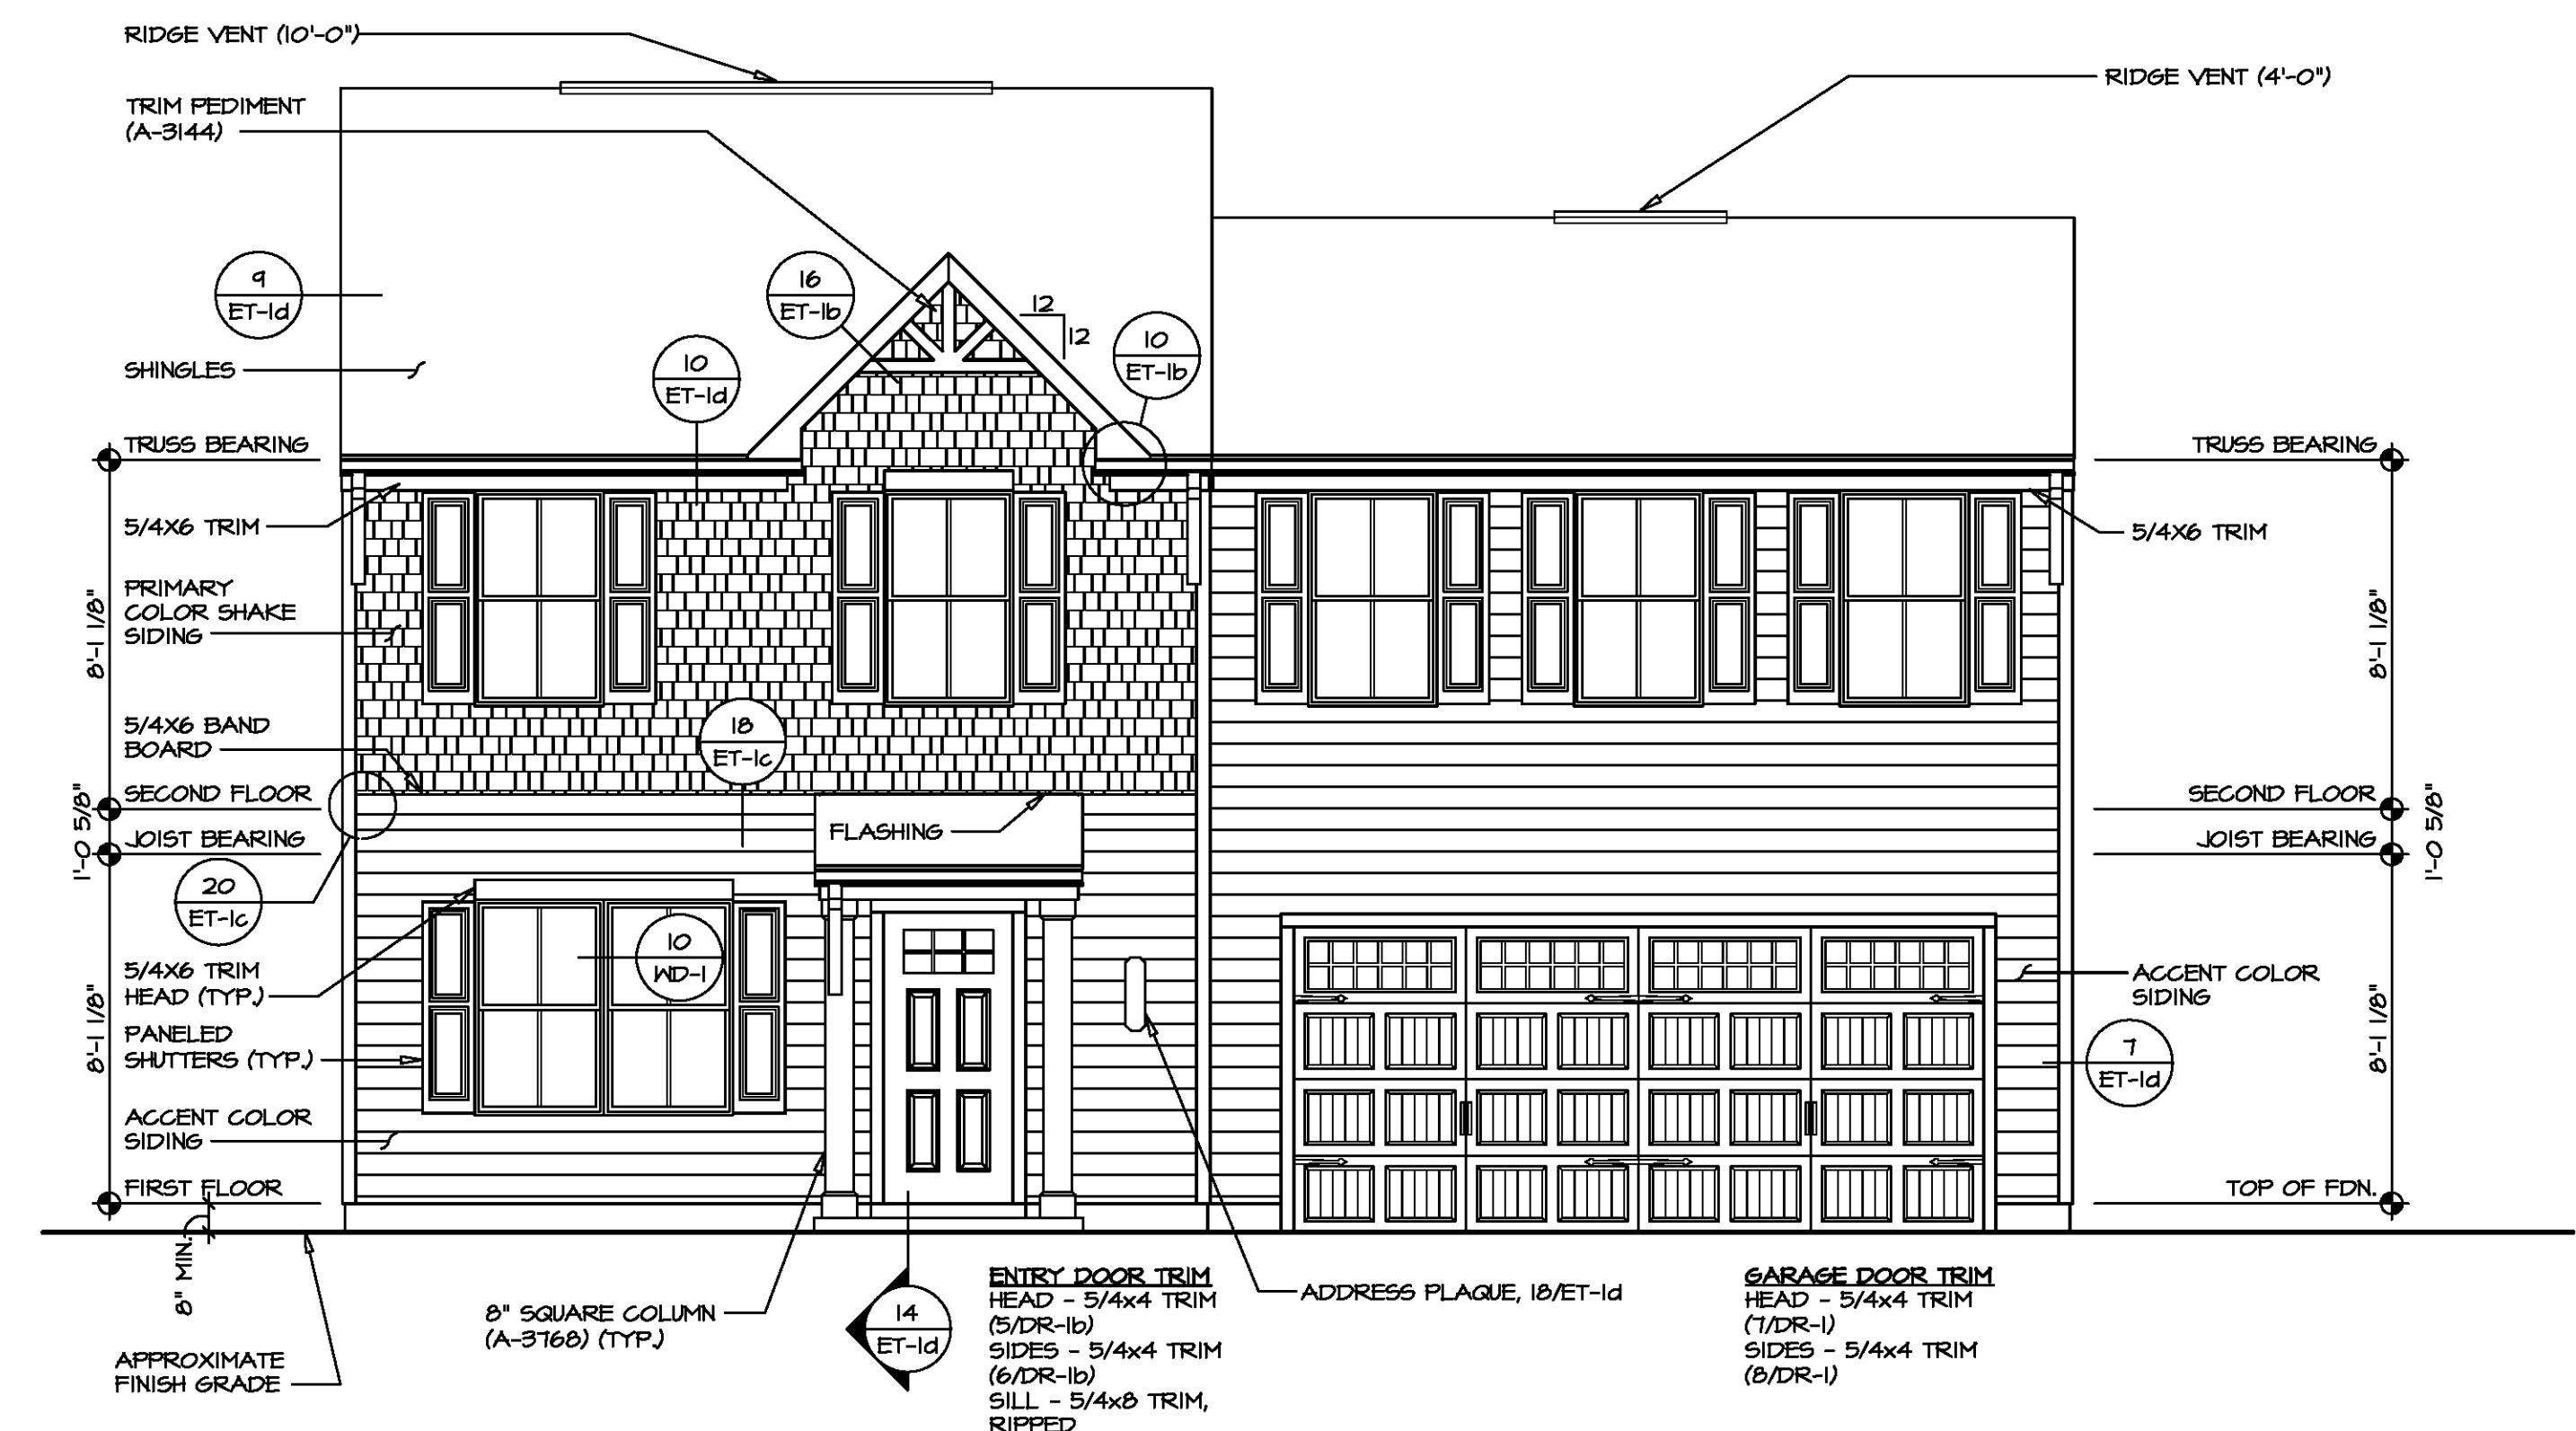 RIDGE VENT (10'-0")
RIDGE VENT (4'-0")
TRIM PEDIMENT
(A-3144)
9
ET-1d
16
ET-1b
12
12
10
ET-1b
10
ET-1d
SHINGLES
TRUSS BEARING
TRUSS BEARING
5/4X6 TRIM
5/4X6 TRIM
PRIMARY
COLOR SHAKE
SIDING
8'-1 1/8"
8'-1 1/8"
5/4X6 BAND
BOARD
18
ET-1c
SECOND FLOOR
SECOND FLOOR
1'-0 5/8"
1'-0 5/8"
FLASHING
JOIST BEARING
JOIST BEARING
20
ET-1c
10
WD-1
5/4X6 TRIM
HEAD (TYP.)
ACCENT COLOR
SIDING
PANELED
SHUTTERS (TYP.)
8'-1 1/8"
8'-1 1/8"
7
ET-1d
ACCENT COLOR
SIDING
FIRST FLOOR
TOP OF FDN.
8" MIN.
APPROXIMATE
FINISH GRADE
8" SQUARE COLUMN
(A-3768) (TYP.)
14
ET-1d
ENTRY DOOR TRIM
HEAD - 5/4x4 TRIM
(5/DR-1b)
SIDES - 5/4x4 TRIM
(6/DR-1b)
SILL - 5/4x8 TRIM,
RIPPED
ADDRESS PLAQUE, 18/ET-1d
GARAGE DOOR TRIM
HEAD - 5/4x4 TRIM
(7/DR-1)
SIDES - 5/4x4 TRIM
(8/DR-1)